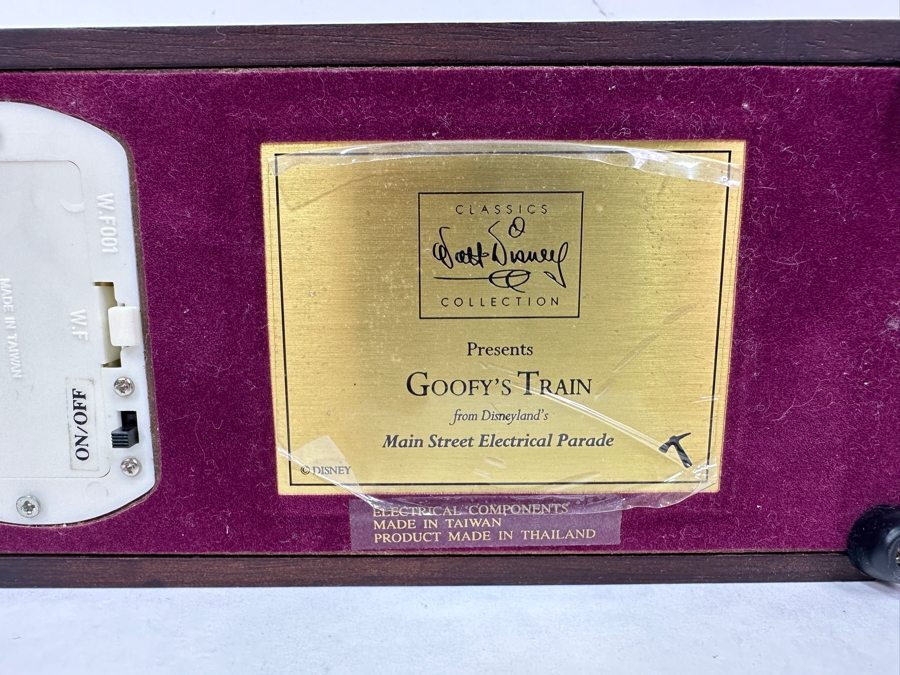 W.F001
W.F
MADE IN TAIWAN
ON/OFF
CLASSICS
Walt Disney
COLLECTION
Presents
GOOFY'S TRAIN
from Disneyland's
Main Street Electrical Parade
© DISNEY
ELECTRICAL COMPONENTS
MADE IN TAIWAN
PRODUCT MADE IN THAILAND